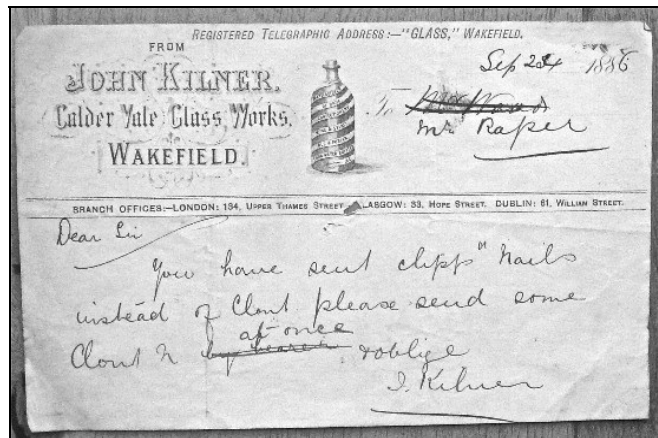 REGISTERED TELEGRAPHIC ADDRESS:—"GLASS," WAKEFIELD.
FROM
JOHN KILNER,
Calder Vale Glass Works,
WAKEFIELD.
Sep 1886
To
Mr Raper
BRANCH OFFICES:—LONDON: 134, UPPER THAMES STREET. GLASGOW: 33, HOPE STREET. DUBLIN: 61, WILLIAM STREET.
Dear Sir
You have sent clipp" Nails
instead of Clout please send some
at once
Clout N by bearer & oblige
J. Kilner